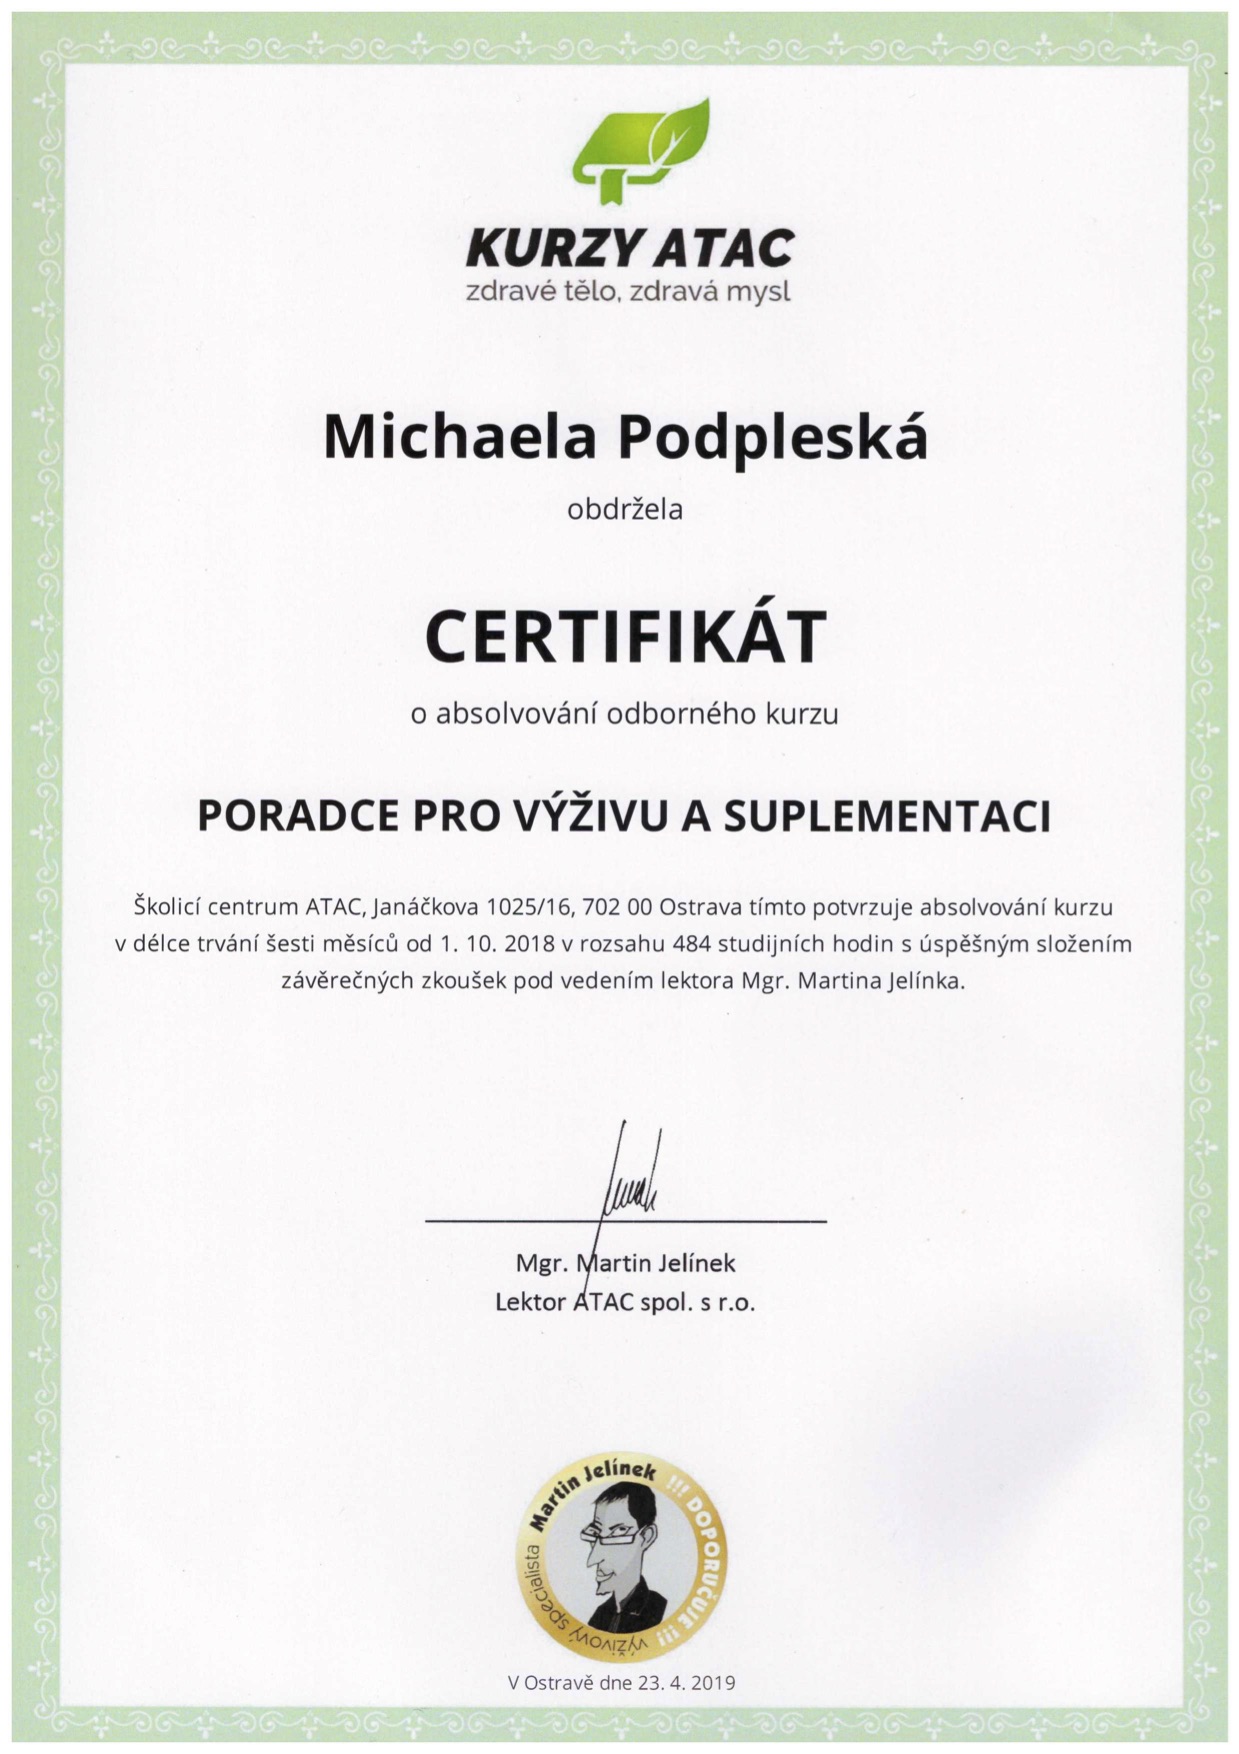 KURZY ATAC
zdravé tělo, zdravá mysl
Michaela Podpleská
obdržela
CERTIFIKÁT
o absolvování odborného kurzu
PORADCE PRO VÝŽIVU A SUPLEMENTACI
Školicí centrum ATAC, Janáčkova 1025/16, 702 00 Ostrava tímto potvrzuje absolvování kurzu
v délce trvání šesti měsíců od 1. 10. 2018 v rozsahu 484 studijních hodin s úspěšným složením
závěrečných zkoušek pod vedením lektora Mgr. Martina Jelínka.
Mgr. Martin Jelínek
Lektor ATAC spol. s r.o.
výživový specialista Martin Jelínek !!! DOPORUČUJE !!!
V Ostravě dne 23. 4. 2019